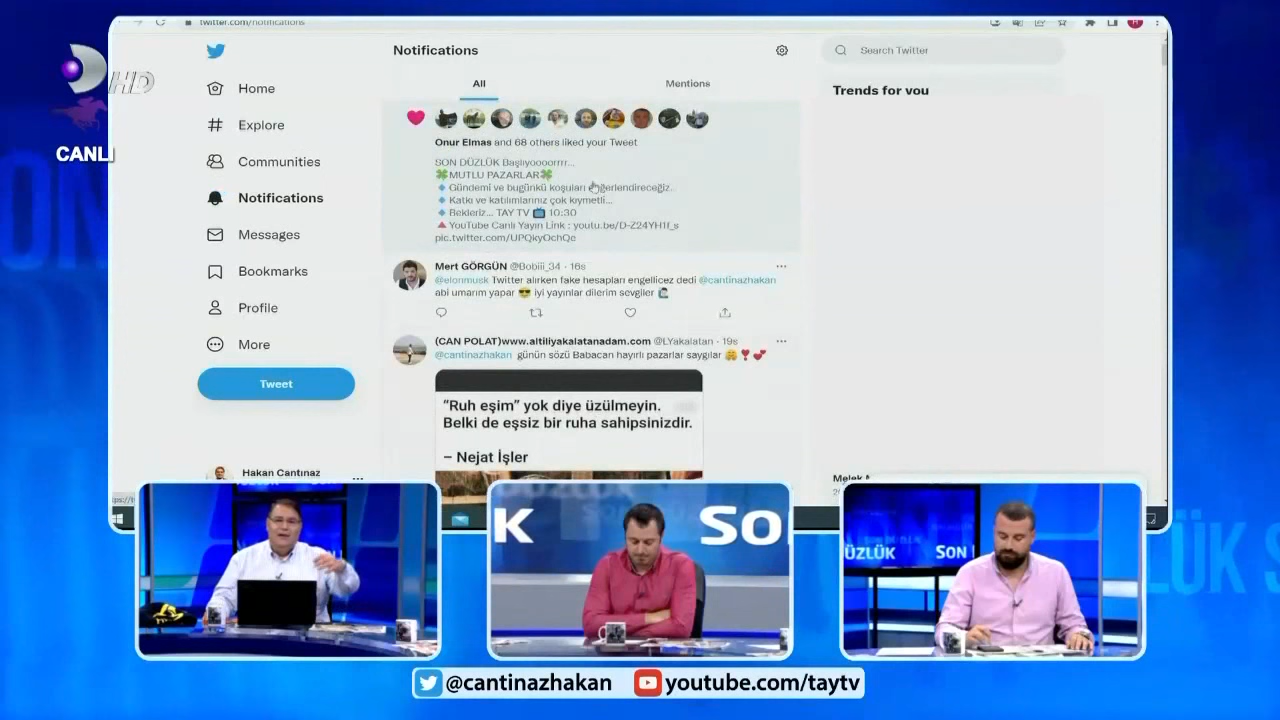 twitter.com/notifications
HD
CANLI
Home
Explore
Communities
Notifications
Messages
Bookmarks
Profile
More
Tweet
Hakan Cantınaz
Notifications
All
Mentions
Onur Elmas and 68 others liked your Tweet
SON DÜZLÜK Başlıyoooorrrr...
🍀MUTLU PAZARLAR🍀
🔹Gündemi ve bugünkü koşuları değerlendireceğiz..
🔹Katkı ve katılımlarınız çok kıymetli...
🔹Bekleriz... TAY TV 📺 10:30
🔺YouTube Canlı Yayın Link : youtu.be/D-Z24YH1f_s
pic.twitter.com/UPQkyOchQe
Mert GÖRGÜN @Bobiii_34 · 16s
@elonmusk Twitter alırken fake hesapları engellicez dedi @cantinazhakan
abi umarım yapar 😎 iyi yayınlar dilerim sevgiler
(CAN POLAT)www.altiliyakalatanadam.com @LYakalatan · 19s
@cantinazhakan günün sözü Babacan hayırlı pazarlar saygılar 🤗❣💕
“Ruh eşim” yok diye üzülmeyin.
Belki de eşsiz bir ruha sahipsinizdir.
– Nejat İşler
Search Twitter
Trends for you
Melek
K SO
ÜZLÜK SON
@cantinazhakan youtube.com/taytv